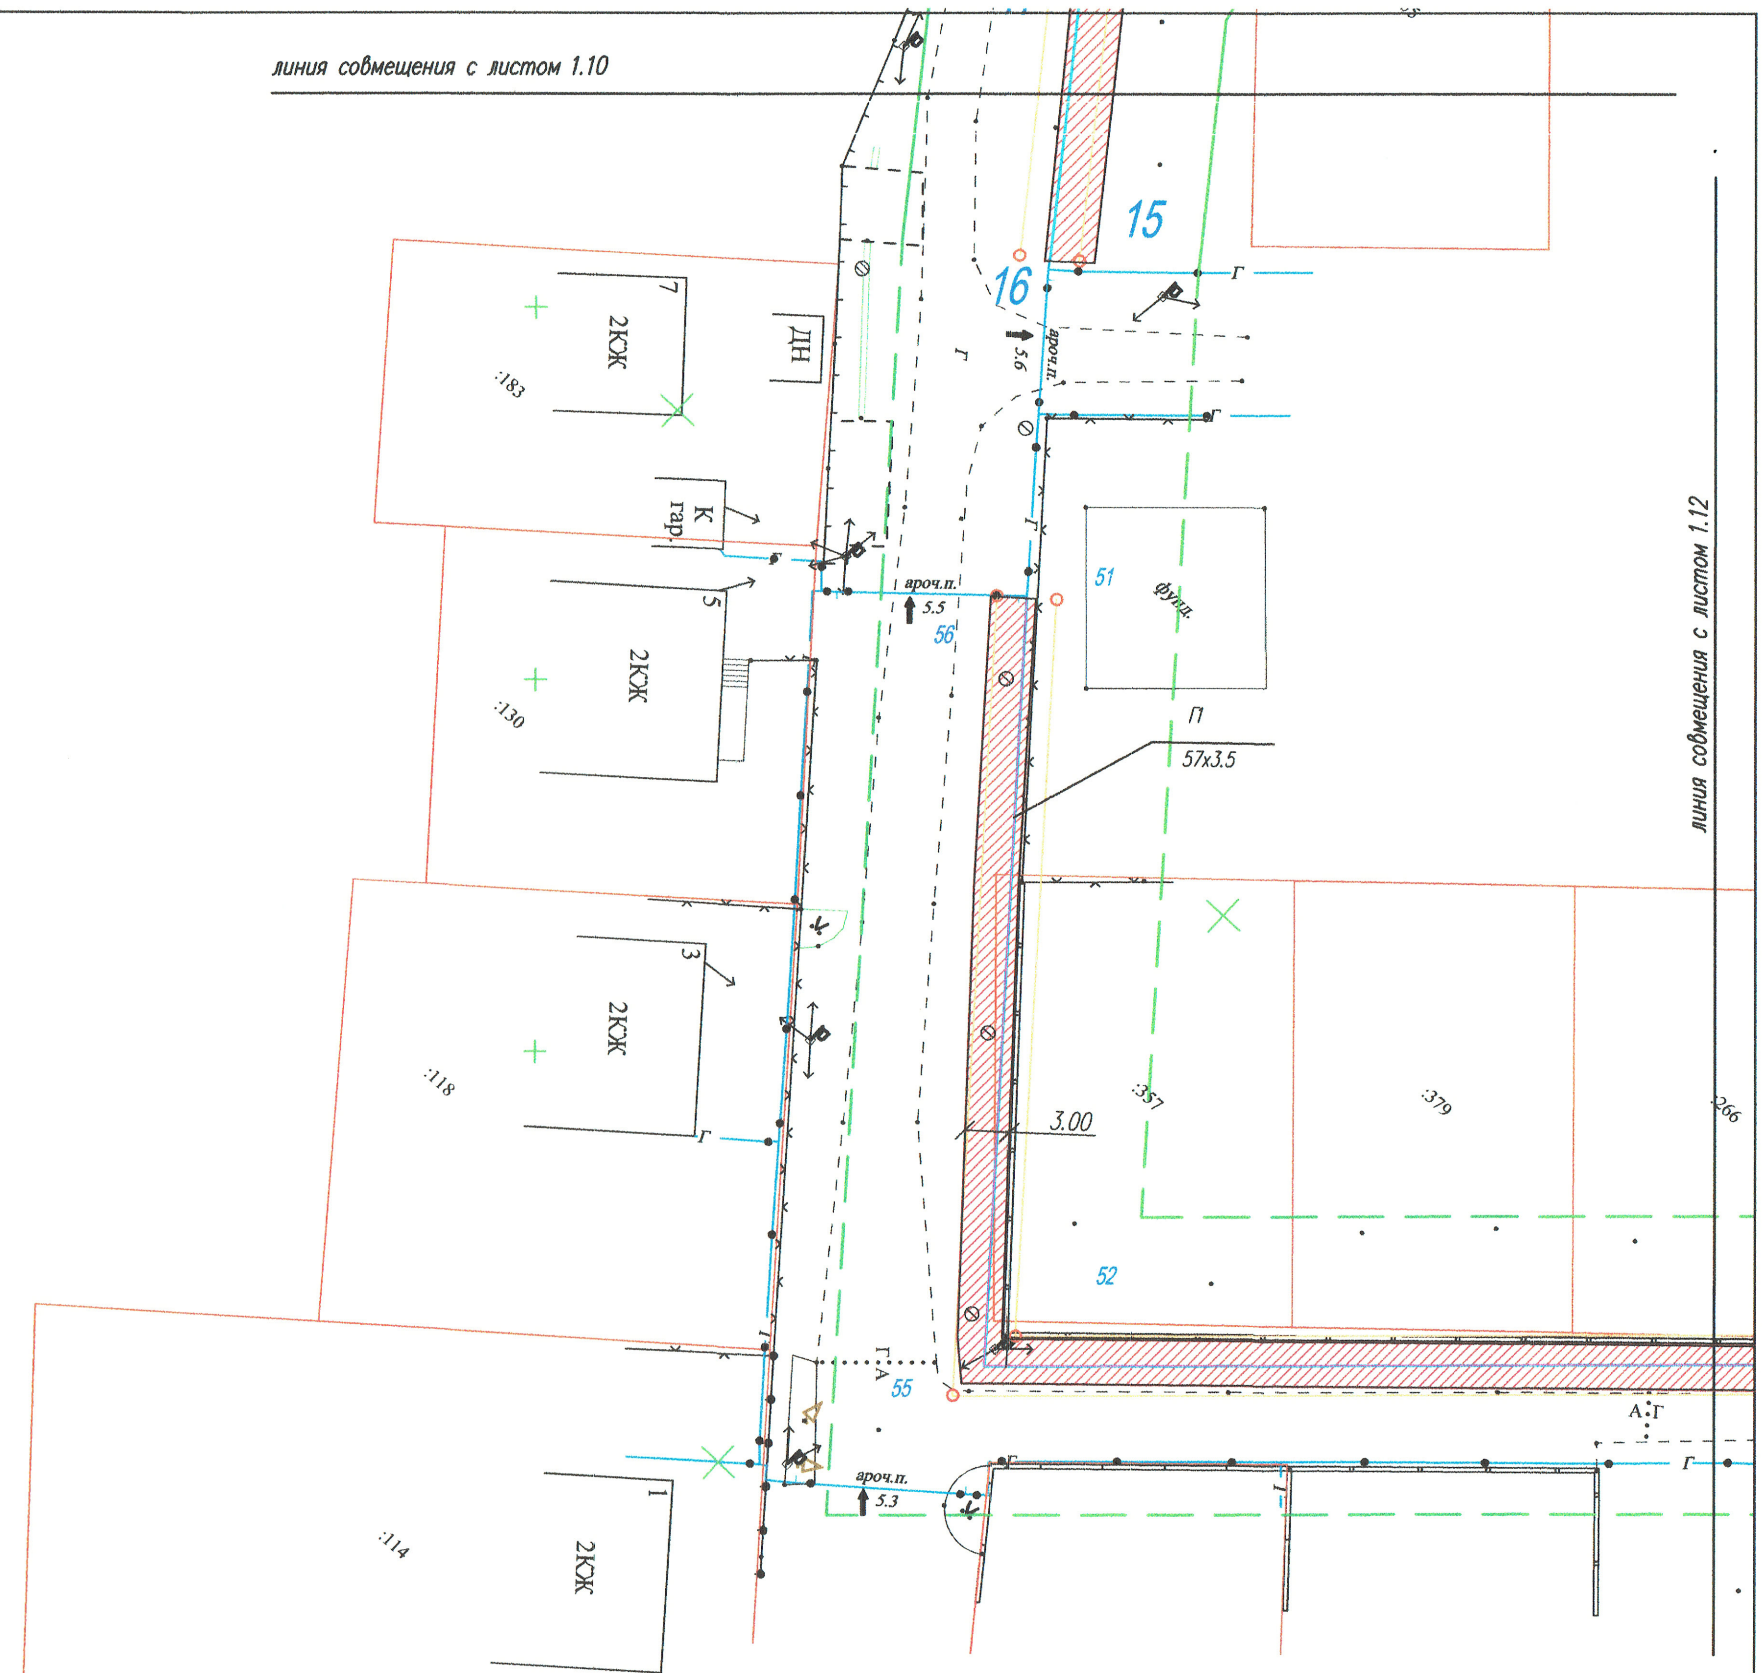 линия совмещения с листом 1.10
15
16
Г
7
2КЖ
:183
ДН
Г
ароч.п.
5.6
Г
К
гар.
Г
Г
ароч.п.
5.5
56
51
фунд.
5
2КЖ
:130
П
57х3.5
линия совмещения с листом 1.12
3
2КЖ
:118
Г
3.00
:357
:379
:266
52
Г
Г
А
55
А Г
Г
Г
Г
ароч.п.
5.3
1
2КЖ
:114